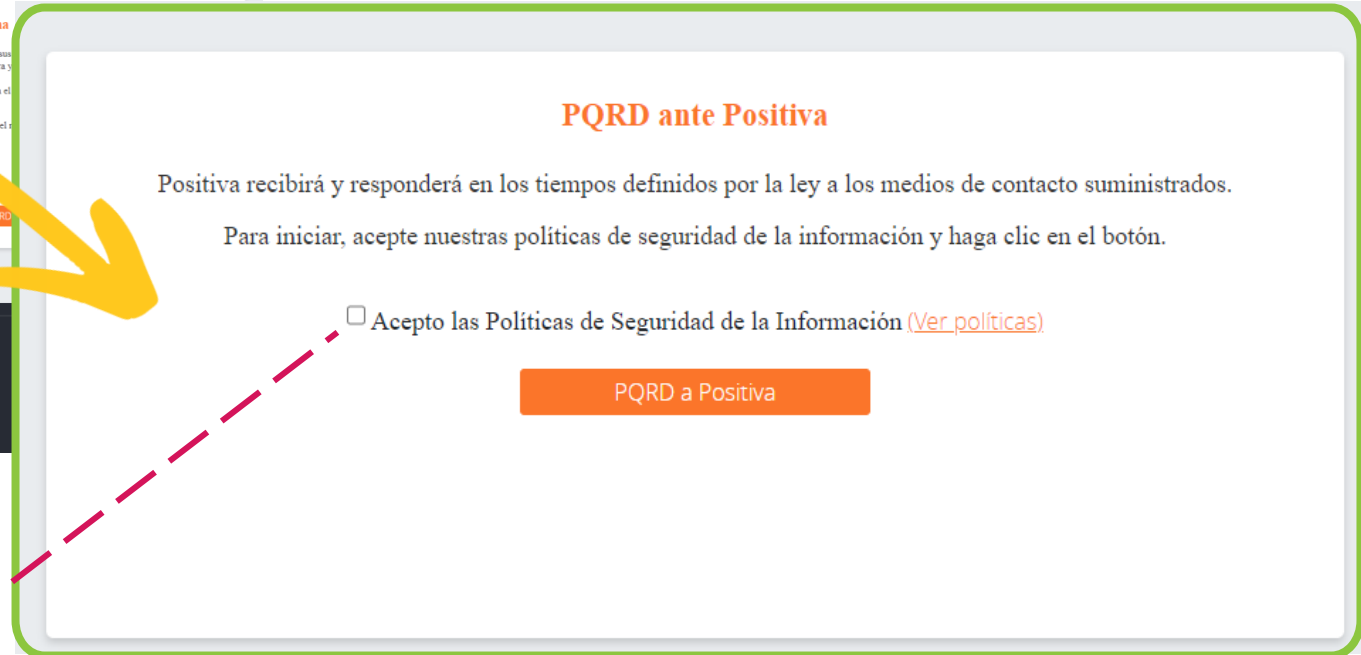 PQRD ante Positiva
Positiva recibirá y responderá en los tiempos definidos por la ley a los medios de contacto suministrados.
Para iniciar, acepte nuestras políticas de seguridad de la información y haga clic en el botón.
Acepto las Políticas de Seguridad de la Información (Ver políticas)
PQRD a Positiva